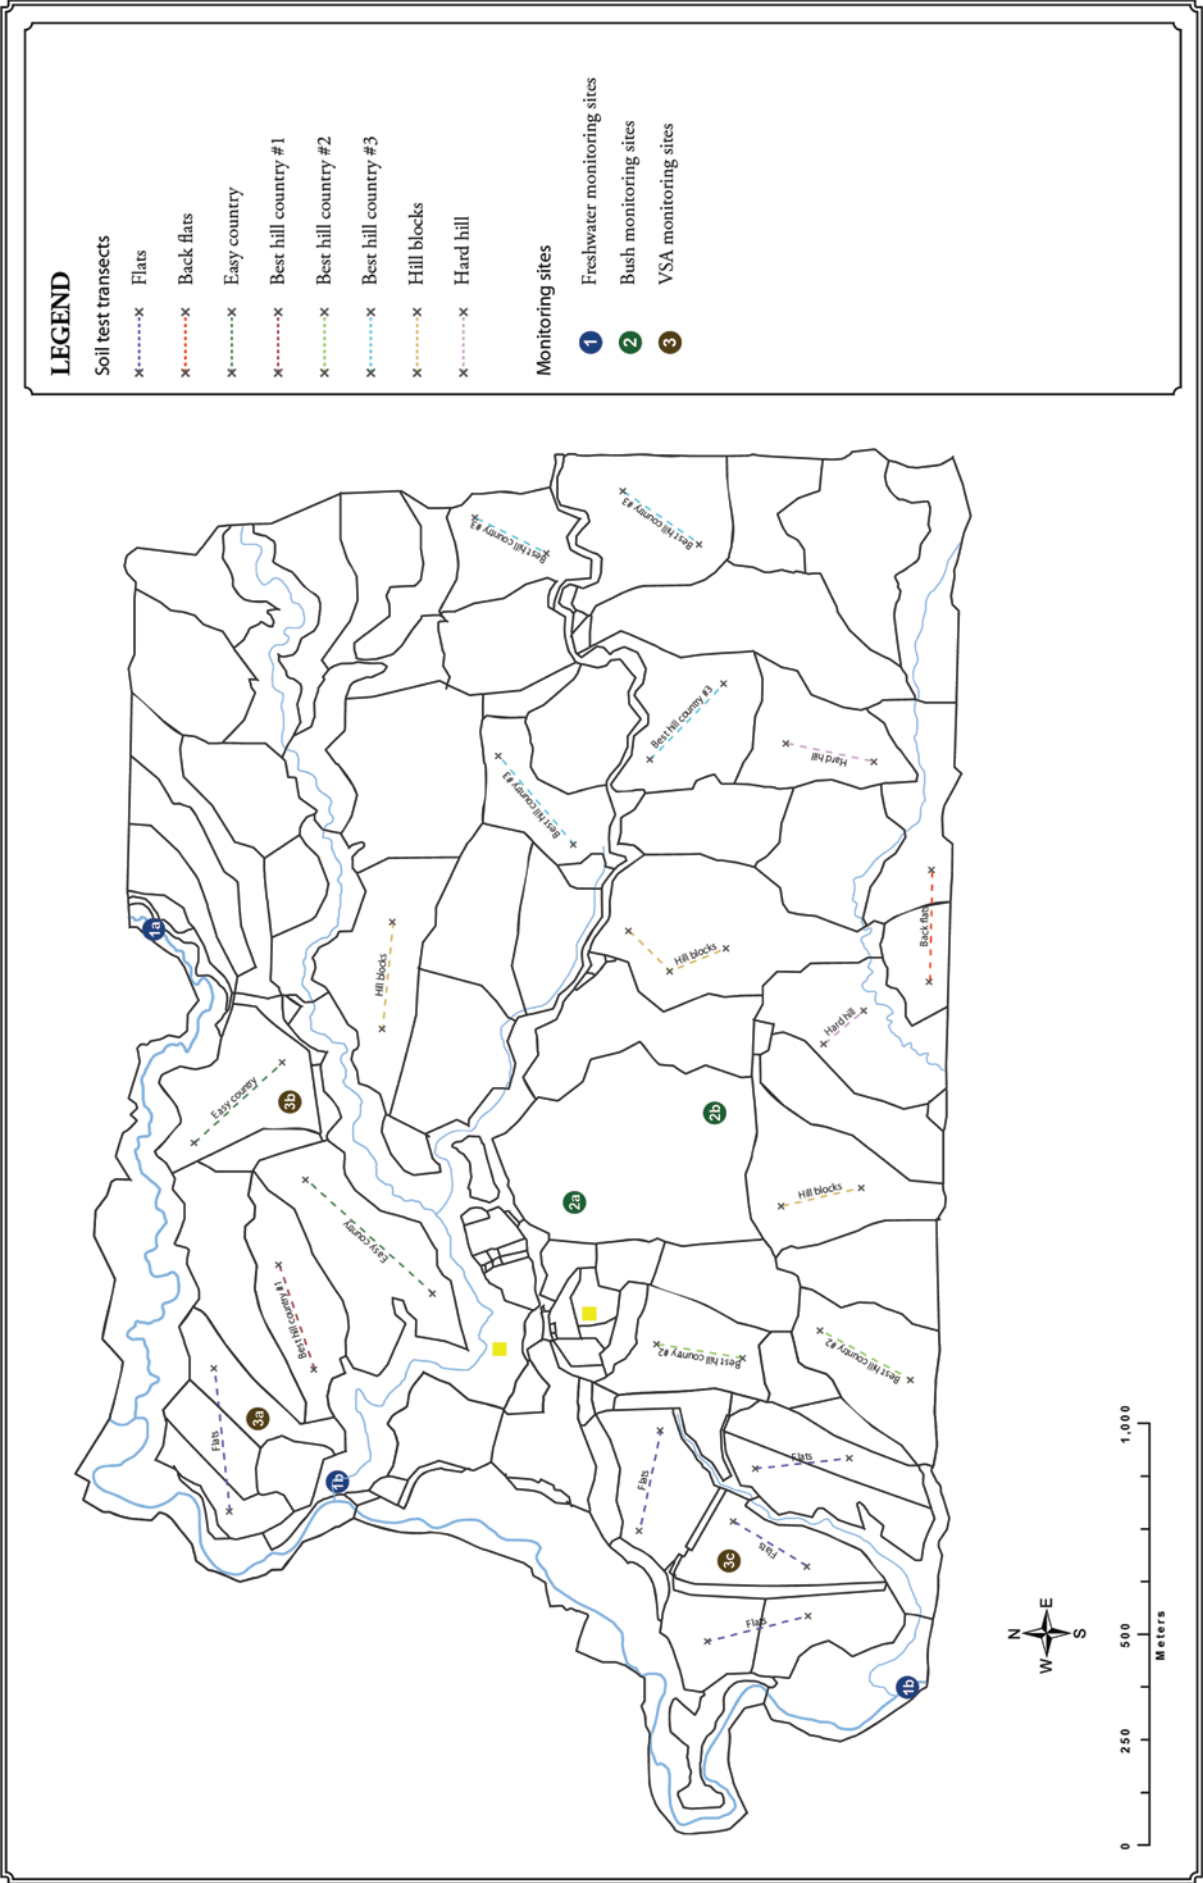 1a
Flats
Easy country
3a
3b
Best hill country #1
1b
Easy country
Hill blocks
Best hill country #3
Best hill country #3
2a
Flats
Best hill country #3
Best hill country #3
Hill blocks
Best hill country #2
2b
3c
Flats
Flats
Flats
Hill blocks
Hard hill
Hard hill
Best hill country #2
1b
Back flats
N
W E
S
0 250 500 1,000
Meters
LEGEND
Soil test transects
Flats
Back flats
Easy country
Best hill country #1
Best hill country #2
Best hill country #3
Hill blocks
Hard hill
Monitoring sites
1 Freshwater monitoring sites
2 Bush monitoring sites
3 VSA monitoring sites